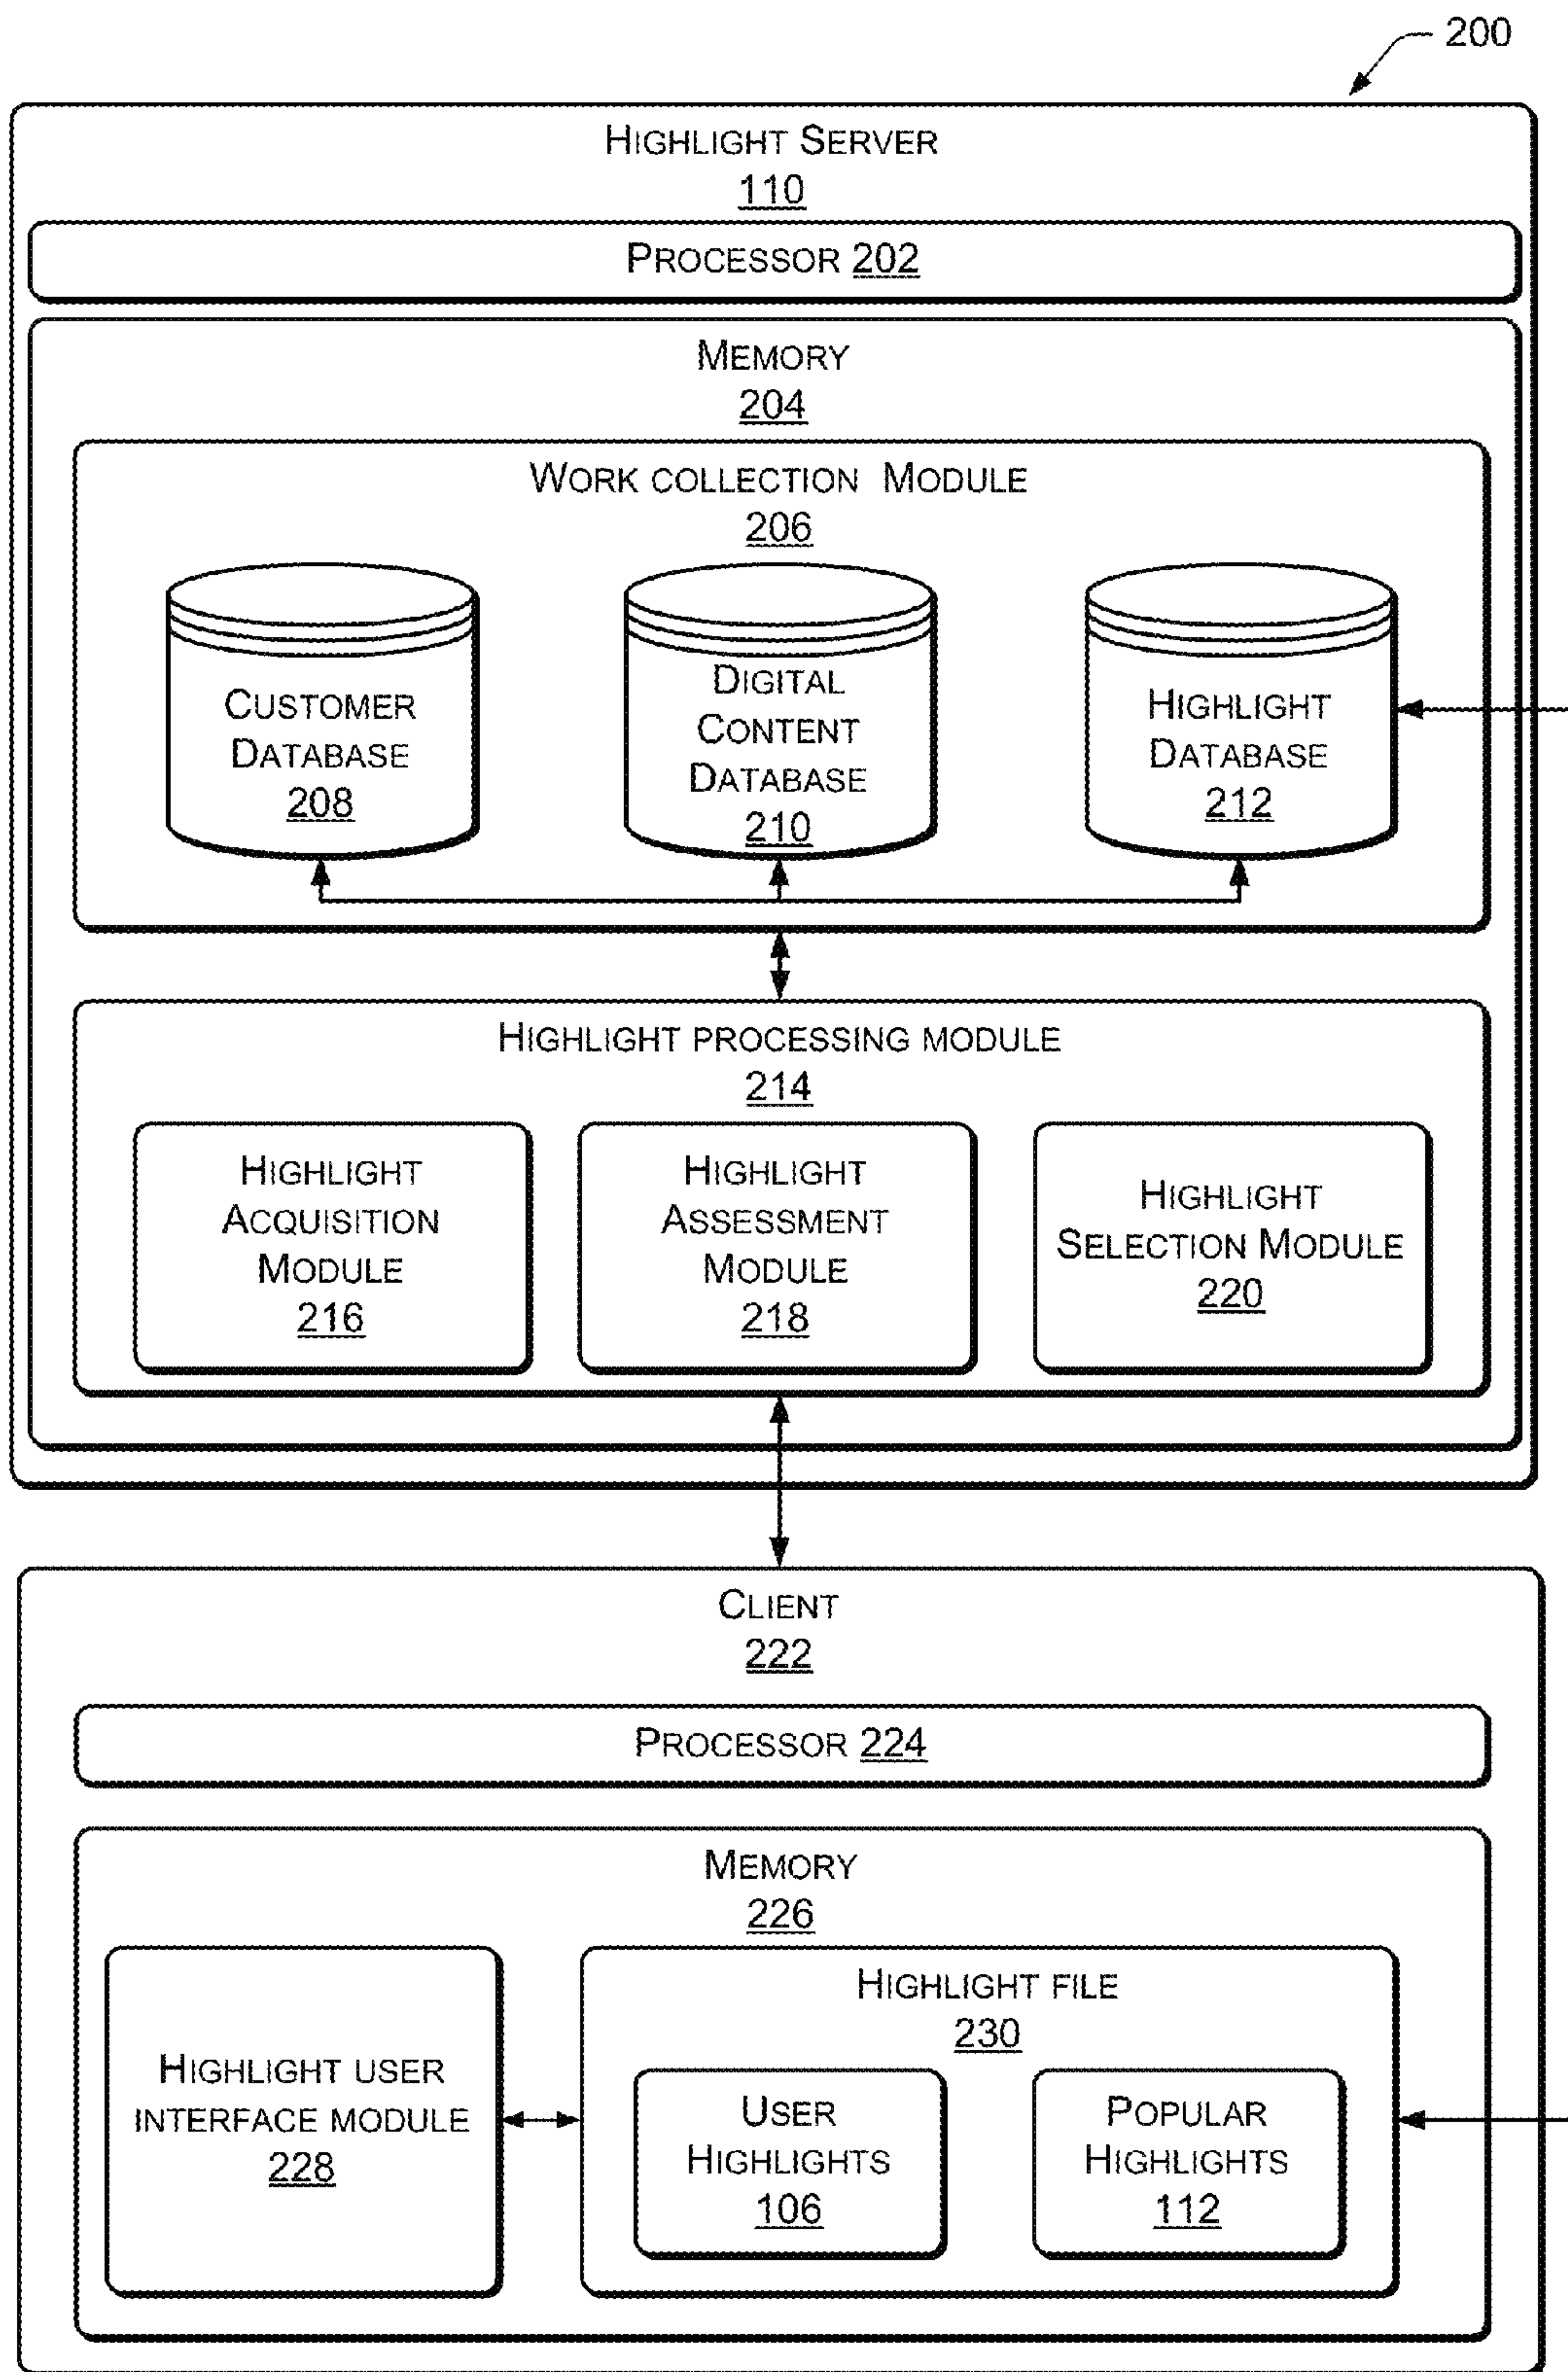 200
HIGHLIGHT SERVER
110
PROCESSOR 202
MEMORY
204
WORK COLLECTION MODULE
206
CUSTOMER
DATABASE
208
DIGITAL
CONTENT
DATABASE
210
HIGHLIGHT
DATABASE
212
HIGHLIGHT PROCESSING MODULE
214
HIGHLIGHT
ACQUISITION
MODULE
216
HIGHLIGHT
ASSESSMENT
MODULE
218
HIGHLIGHT
SELECTION MODULE
220
CLIENT
222
PROCESSOR 224
MEMORY
226
HIGHLIGHT USER
INTERFACE MODULE
228
HIGHLIGHT FILE
230
USER
HIGHLIGHTS
106
POPULAR
HIGHLIGHTS
112